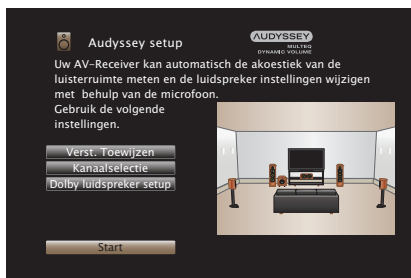 Audyssey setup
AUDYSSEY
MULTEQ
DYNAMIC VOLUME
Uw AV-Receiver kan automatisch de akoestiek van de
luisterruimte meten en de luidspreker instellingen wijzigen
met behulp van de microfoon.
Gebruik de volgende
instellingen.
Verst. Toewijzen
Kanaalselectie
Dolby luidspreker setup
Start